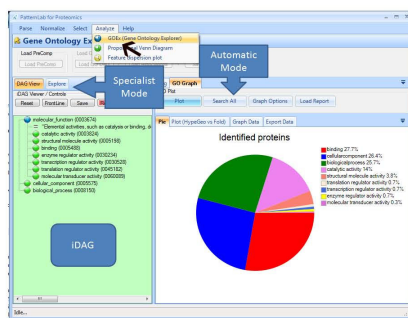 PatternLab for Proteomics
Parse Normalize Select Analyze Help
Gene Ontology Ex
GOEx (Gene Ontology Explorer)
Venn Diagram
Feature dispersion plot
Load PreComp
Load PreComp
Automatic Mode
Specialist Mode
DAG View Explore
iDAG Viewer / Controls
Reset FrontLine Save
GO Graph
Plot
Plot Search All Graph Options Load Report
Pie Plot (HypeGeo vs Fold) Graph Data Export Data
molecular_function (0003674)
"Elemental activities, such as catalysis or binding, d
catalytic activity (0003824)
structural molecule activity (0005198)
binding (0005488)
enzyme regulator activity (0030234)
transcription regulator activity (0030528)
translation regulator activity (0045182)
molecular transducer activity (0060089)
cellular_component (0005575)
biological_process (0008150)
iDAG
Identified proteins
binding 27.7%
cellularcomponent 26.4%
biologicalprocess 25.7%
catalytic activity 14%
structural molecule activity 3.8%
translation regulator activity 0.7%
transcription regulator activity 0.7%
enzyme regulator activity 0.7%
molecular transducer activity 0.3%
Idle...